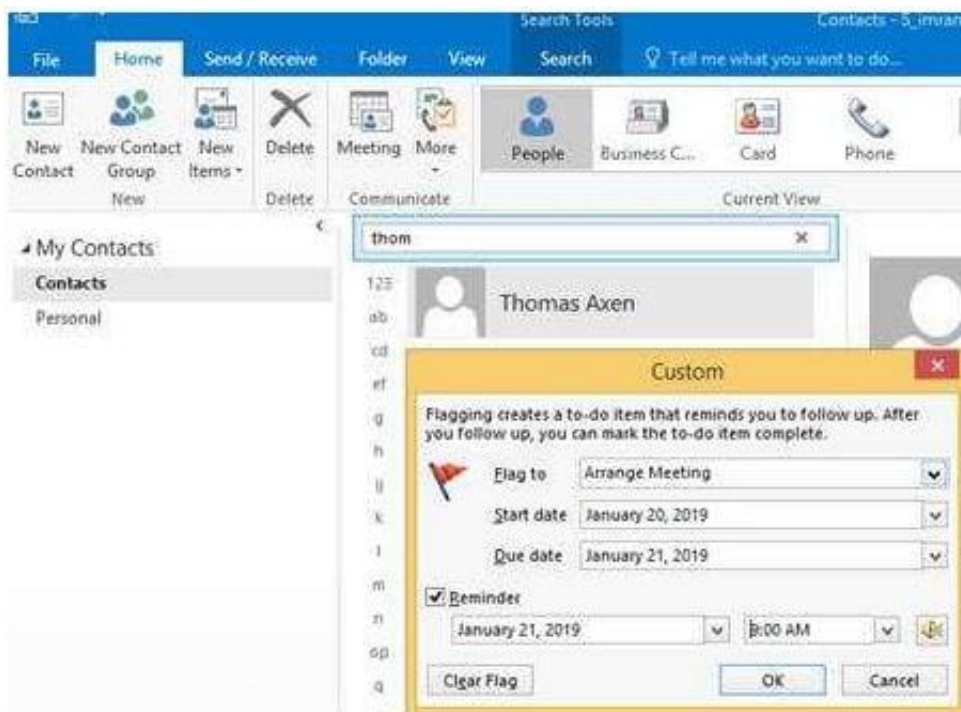 Search Tools
Contacts -
File Home Send / Receive Folder View Search Tell me what you want to do...
New Contact
New Contact Group
New Items
Delete
Meeting
More
People
Business C...
Card
Phone
New Delete Communicate Current View
My Contacts
Contacts
Personal
thom
123
ab
cd
ef
g
h
ij
k
l
m
n
op
q
Thomas Axen
Custom
Flagging creates a to-do item that reminds you to follow up. After
you follow up, you can mark the to-do item complete.
Flag to Arrange Meeting
Start date January 20, 2019
Due date January 21, 2019
Reminder
January 21, 2019 9:00 AM
Clear Flag OK Cancel